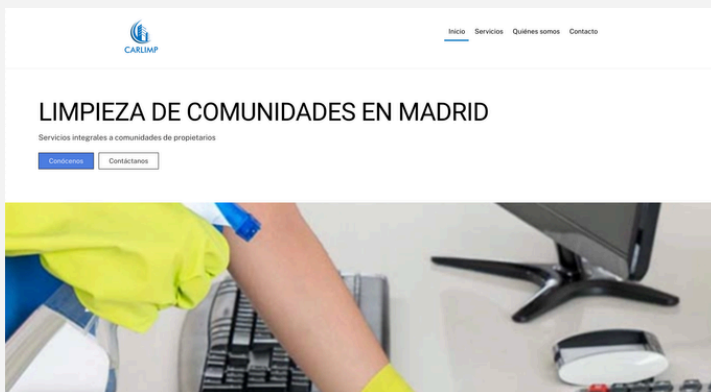 CARLIMP
Inicio Servicios Quiénes somos Contacto
LIMPIEZA DE COMUNIDADES EN MADRID
Servicios integrales a comunidades de propietarios
Conócenos Contáctanos